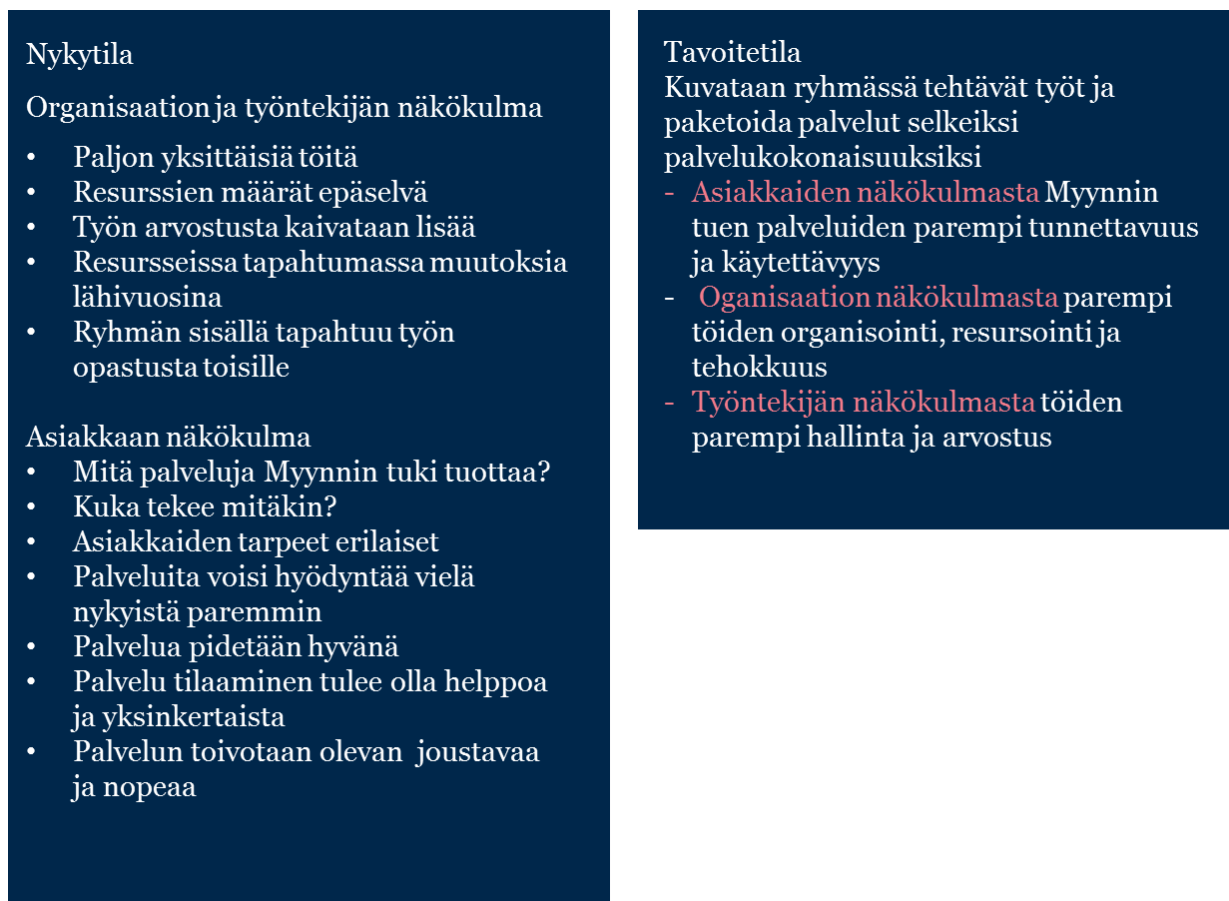 Nykytila
Organisaation ja työntekijän näkökulma
• Paljon yksittäisiä töitä
• Resurssien määrät epäselvä
• Työn arvostusta kaivataan lisää
• Resursseissa tapahtumassa muutoksia
lähivuosina
• Ryhmän sisällä tapahtuu työn
opastusta toisille
Asiakkaan näkökulma
• Mitä palveluja Myynnin tuki tuottaa?
• Kuka tekee mitäkin?
• Asiakkaiden tarpeet erilaiset
• Palveluita voisi hyödyntää vielä
nykyistä paremmin
• Palvelua pidetään hyvänä
• Palvelu tilaaminen tulee olla helppoa
ja yksinkertaista
• Palvelun toivotaan olevan joustavaa
ja nopeaa
Tavoitetila
Kuvataan ryhmässä tehtävät työt ja
paketoida palvelut selkeiksi
palvelukokonaisuuksiksi
- Asiakkaiden näkökulmasta Myynnin
tuen palveluiden parempi tunnettavuus
ja käytettävyys
- Oganisaation näkökulmasta parempi
töiden organisointi, resursointi ja
tehokkuus
- Työntekijän näkökulmasta töiden
parempi hallinta ja arvostus